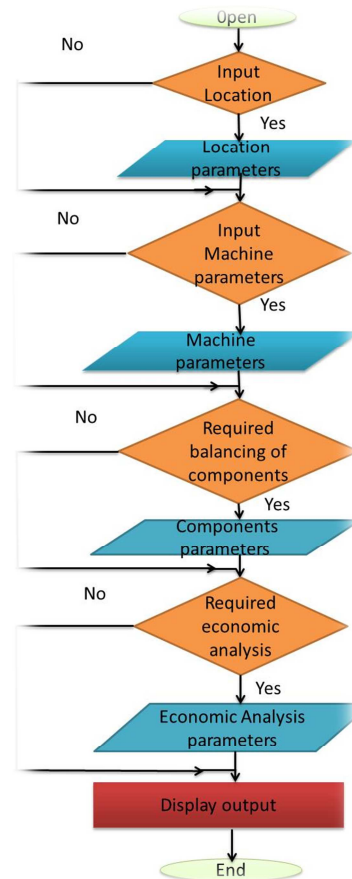 Open
No
Input
Location
Yes
Location
parameters
No
Input
Machine
parameters
Yes
Machine
parameters
No
Required
balancing of
components
Yes
Components
parameters
No
Required
economic
analysis
Yes
Economic Analysis
parameters
Display output
End